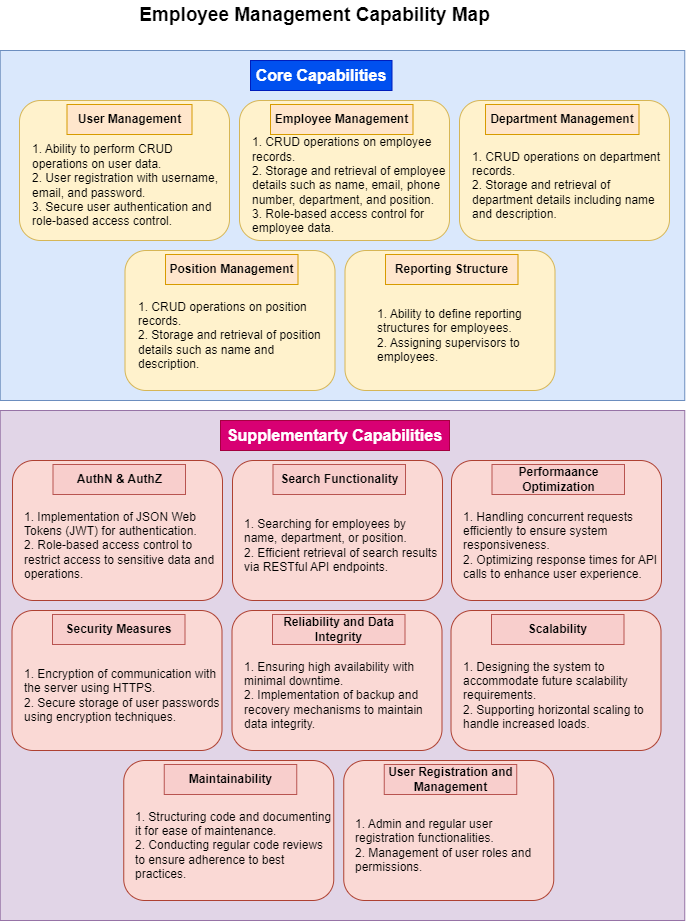 Employee Management Capability Map
Core Capabilities
User Management
1. Ability to perform CRUD
operations on user data.
2. User registration with username,
email, and password.
3. Secure user authentication and
role-based access control.
Employee Management
1. CRUD operations on employee
records.
2. Storage and retrieval of employee
details such as name, email, phone
number, department, and position.
3. Role-based access control for
employee data.
Department Management
1. CRUD operations on department
records.
2. Storage and retrieval of
department details including name
and description.
Position Management
1. CRUD operations on position
records.
2. Storage and retrieval of position
details such as name and
description.
Reporting Structure
1. Ability to define reporting
structures for employees.
2. Assigning supervisors to
employees.
Supplementarty Capabilities
AuthN & AuthZ
1. Implementation of JSON Web
Tokens (JWT) for authentication.
2. Role-based access control to
restrict access to sensitive data and
operations.
Search Functionality
1. Searching for employees by
name, department, or position.
2. Efficient retrieval of search results
via RESTful API endpoints.
Performaance
Optimization
1. Handling concurrent requests
efficiently to ensure system
responsiveness.
2. Optimizing response times for API
calls to enhance user experience.
Security Measures
1. Encryption of communication with
the server using HTTPS.
2. Secure storage of user passwords
using encryption techniques.
Reliability and Data
Integrity
1. Ensuring high availability with
minimal downtime.
2. Implementation of backup and
recovery mechanisms to maintain
data integrity.
Scalability
1. Designing the system to
accommodate future scalability
requirements.
2. Supporting horizontal scaling to
handle increased loads.
Maintainability
1. Structuring code and documenting
it for ease of maintenance.
2. Conducting regular code reviews
to ensure adherence to best
practices.
User Registration and
Management
1. Admin and regular user
registration functionalities.
2. Management of user roles and
permissions.